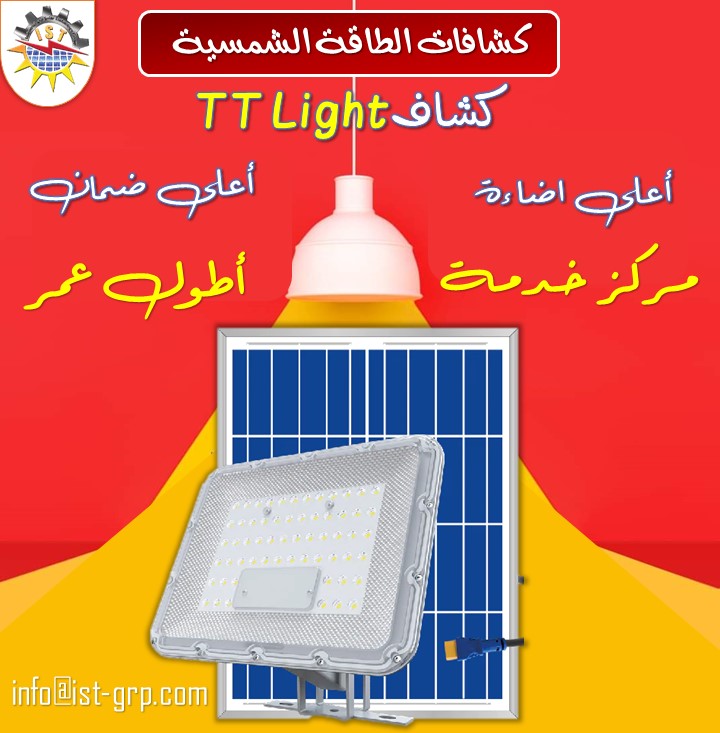 IST
كشافات الطاقة الشمسية
كشاف TT Light
أعلى اضاءة
أعلى ضمان
مركز خدمة
أطول عمر
info@ist-grp.com